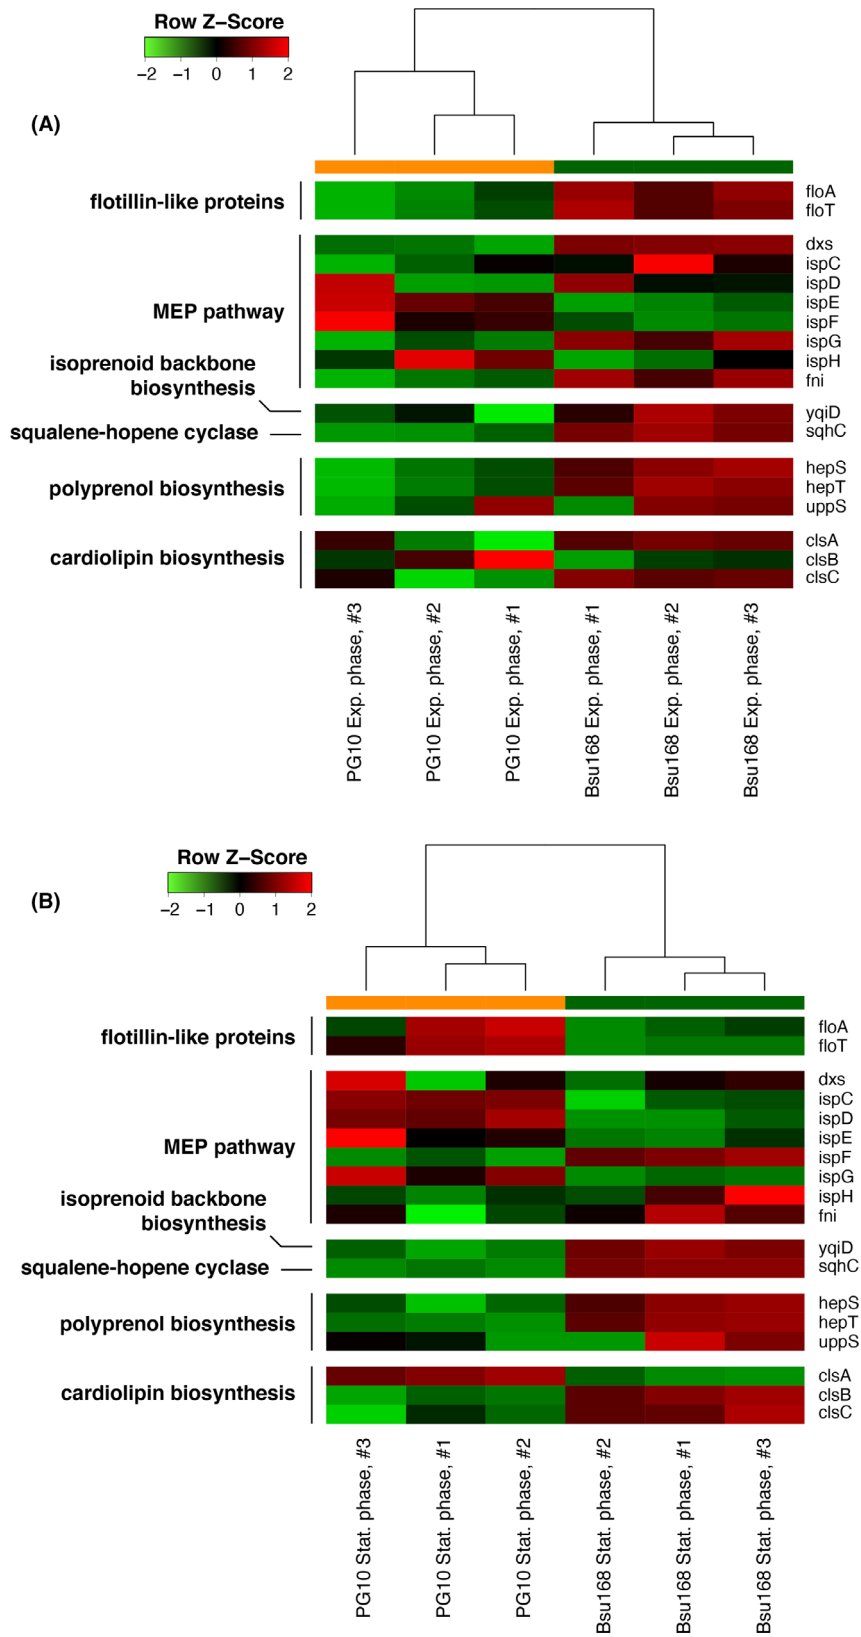 Row Z−Score
−2 −1 0 1 2
(A)
flotillin-like proteins
floA
floT
MEP pathway
dxs
ispC
ispD
ispE
ispF
ispG
ispH
fni
isoprenoid backbone
biosynthesis
yqiD
squalene-hopene cyclase
sqhC
polyprenol biosynthesis
hepS
hepT
uppS
cardiolipin biosynthesis
clsA
clsB
clsC
PG10 Exp. phase, #3
PG10 Exp. phase, #2
PG10 Exp. phase, #1
Bsu168 Exp. phase, #1
Bsu168 Exp. phase, #2
Bsu168 Exp. phase, #3
Row Z−Score
−2 −1 0 1 2
(B)
flotillin-like proteins
floA
floT
MEP pathway
dxs
ispC
ispD
ispE
ispF
ispG
ispH
fni
isoprenoid backbone
biosynthesis
yqiD
squalene-hopene cyclase
sqhC
polyprenol biosynthesis
hepS
hepT
uppS
cardiolipin biosynthesis
clsA
clsB
clsC
PG10 Stat. phase, #3
PG10 Stat. phase, #1
PG10 Stat. phase, #2
Bsu168 Stat. phase, #2
Bsu168 Stat. phase, #1
Bsu168 Stat. phase, #3